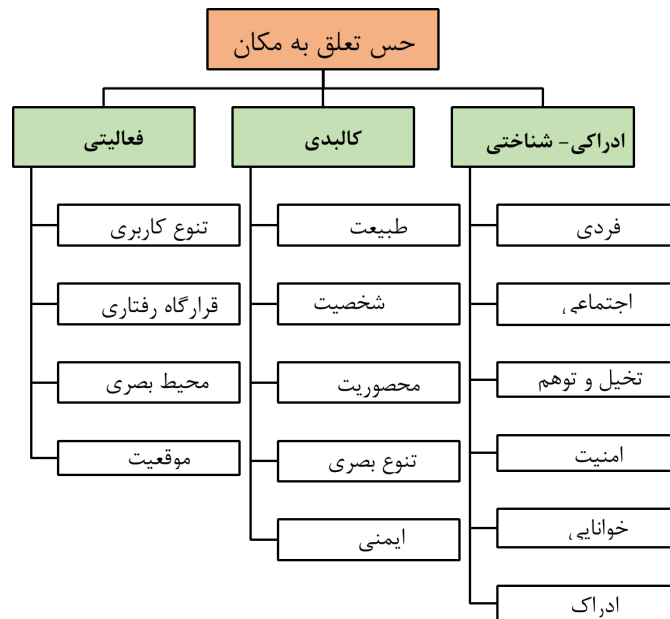 حس تعلق به مکان
ادراکی- شناختی
فردی
اجتماعی
تخیل و توهم
امنیت
خوانایی
ادراک
کالبدی
طبیعت
شخصیت
محصوریت
تنوع بصری
ایمنی
فعالیتی
تنوع کاربری
قرارگاه رفتاری
محیط بصری
موقعیت